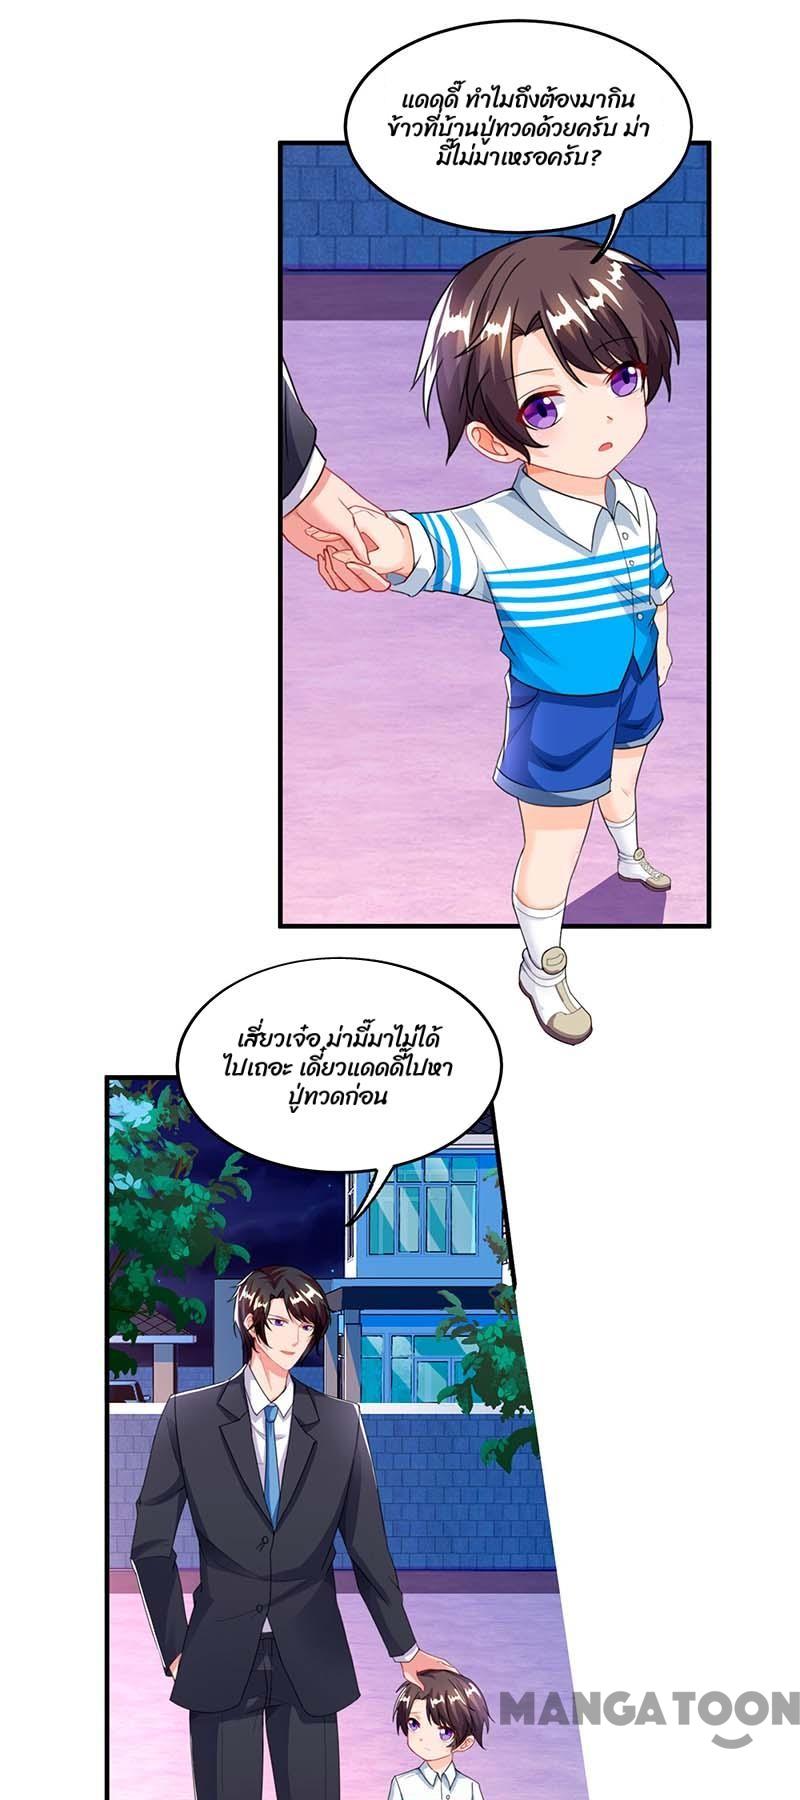 แดดดี๊ ทำไมถึงต้องมากิน
ข้าวที่บ้านปู่ทวดด้วยครับ ม่า
มี๊ไม่มาเหรอครับ?
เสี่ยวเจ๋อ ม่ามี๊มาไม่ได้
ไปเถอะ เดี๋ยวแดดดี๊ไปหา
ปู่ทวดก่อน
MANGATOON